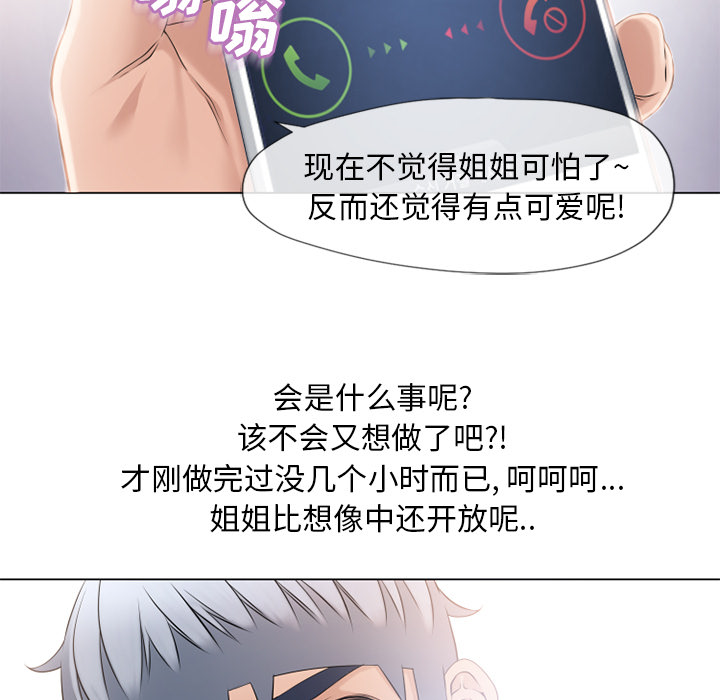 嗡
嗡
现在不觉得姐姐可怕了~
反而还觉得有点可爱呢!
会是什么事呢?
该不会又想做了吧?!
才刚做完过没几个小时而已, 呵呵呵...
姐姐比想像中还开放呢..